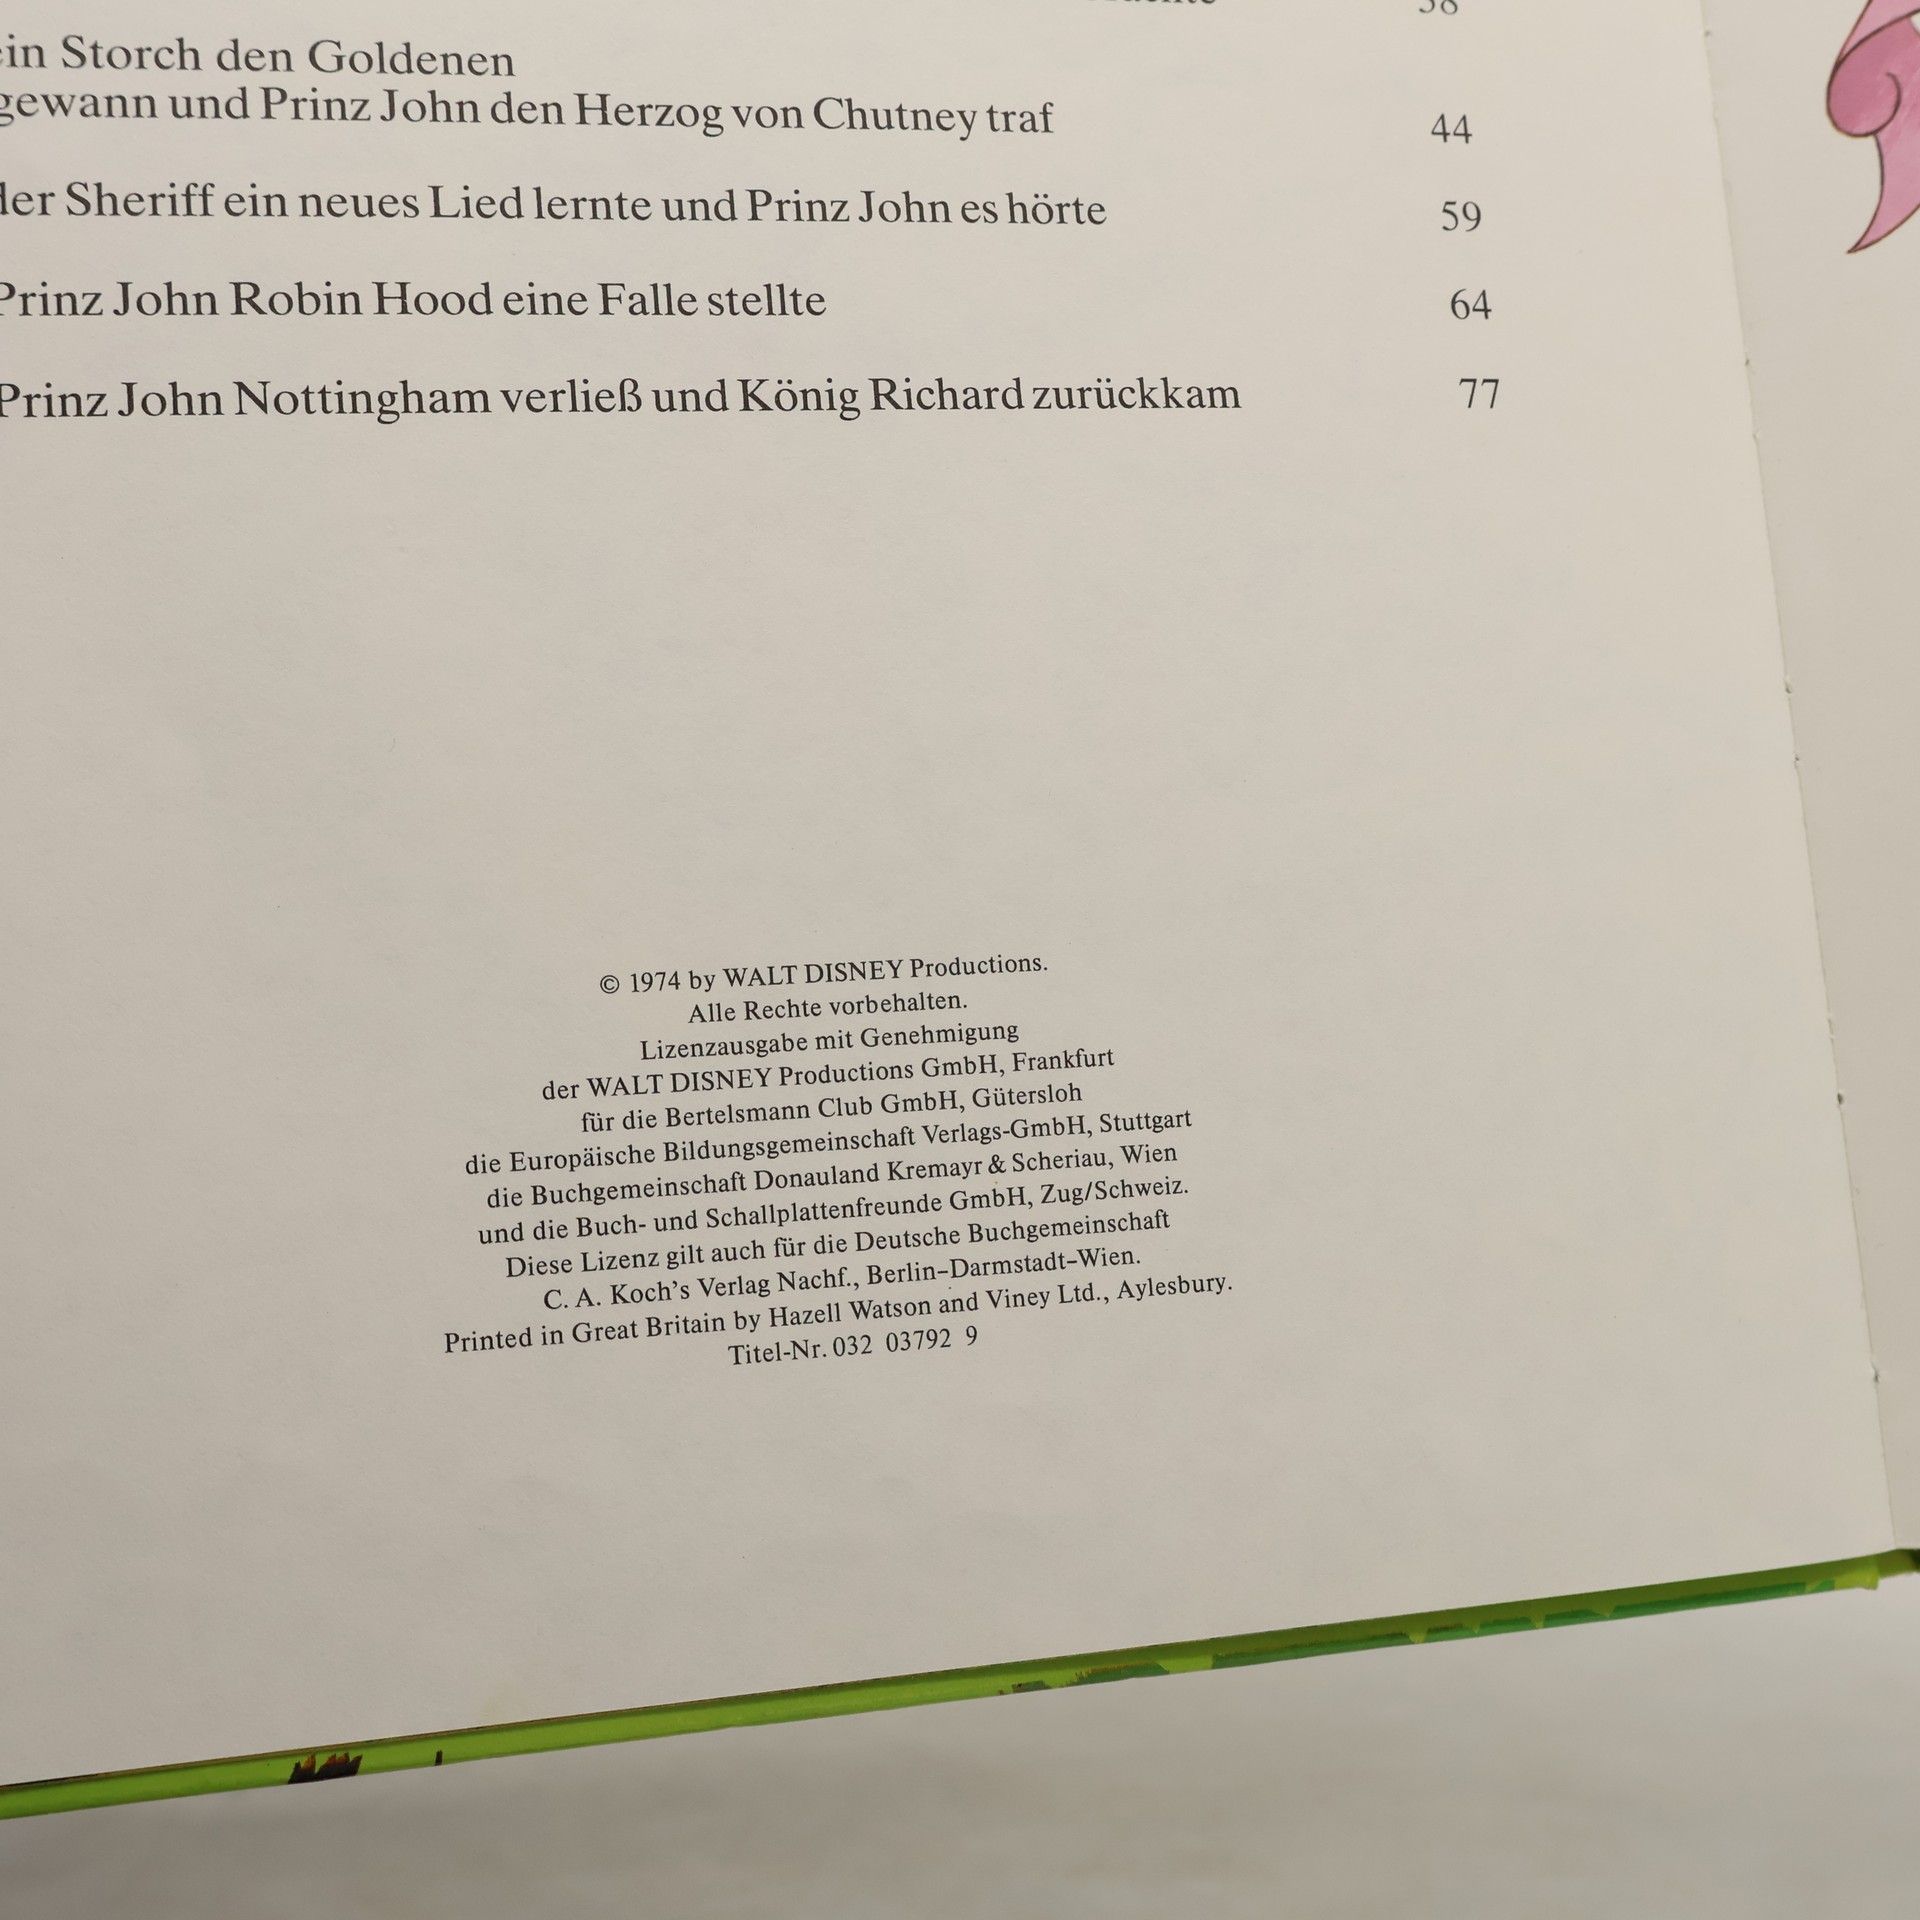 in Storch den Goldenen
gewann und Prinz John den Herzog von Chutney traf 44
der Sheriff ein neues Lied lernte und Prinz John es hörte 59
Prinz John Robin Hood eine Falle stellte 64
Prinz John Nottingham verließ und König Richard zurückkam 77
© 1974 by WALT DISNEY Productions.
Alle Rechte vorbehalten.
Lizenzausgabe mit Genehmigung
der WALT DISNEY Productions GmbH, Frankfurt
für die Bertelsmann Club GmbH, Gütersloh
die Europäische Bildungsgemeinschaft Verlags-GmbH, Stuttgart
die Buchgemeinschaft Donauland Kremayr & Scheriau, Wien
und die Buch- und Schallplattenfreunde GmbH, Zug/Schweiz.
Diese Lizenz gilt auch für die Deutsche Buchgemeinschaft
C. A. Koch's Verlag Nachf., Berlin–Darmstadt–Wien.
Printed in Great Britain by Hazell Watson and Viney Ltd., Aylesbury.
Titel-Nr. 032 03792 9